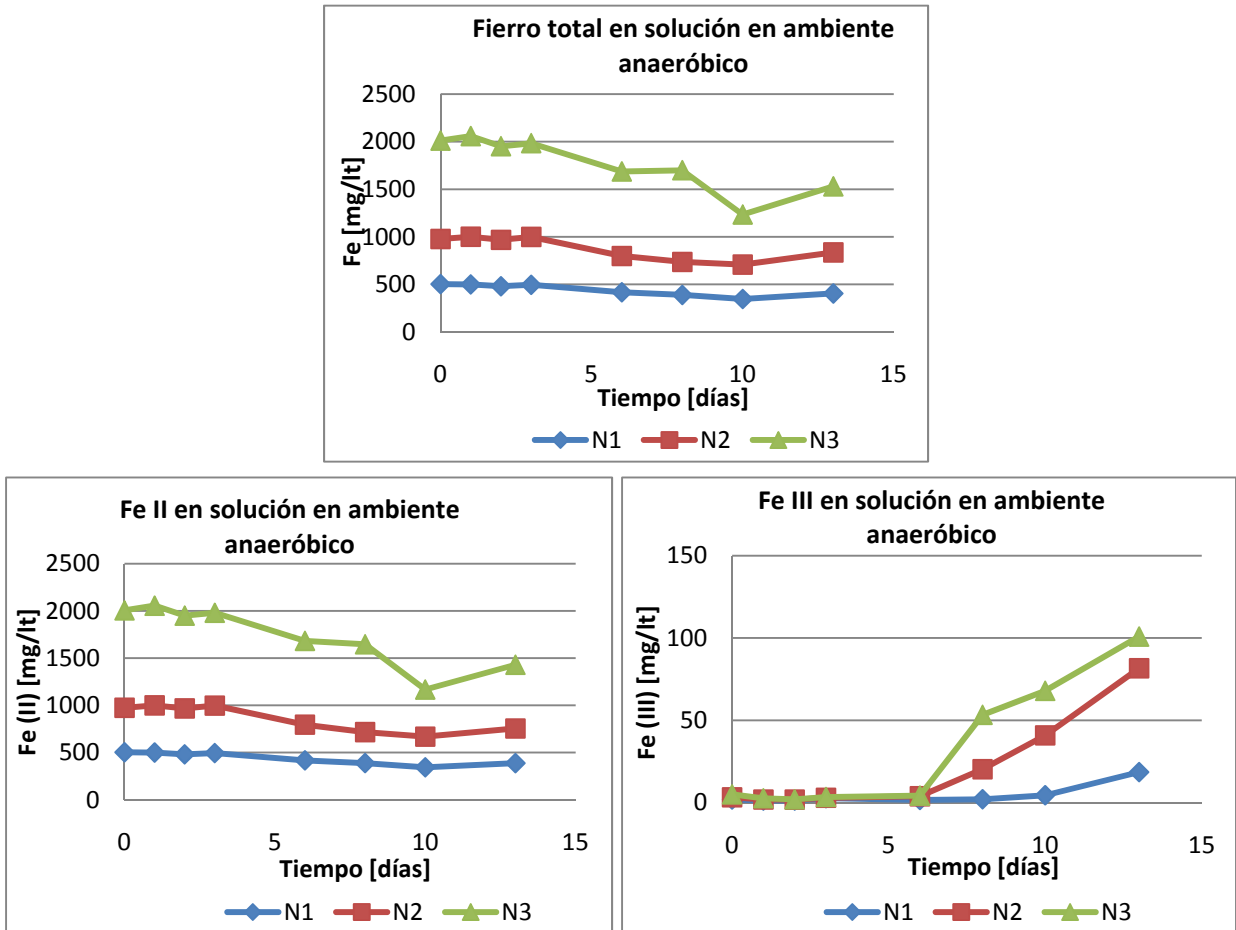 Fierro total en solución en ambiente
anaeróbico
Fe [mg/lt]
2500
2000
1500
1000
500
0
0 5 10 15
Tiempo [días]
N1 N2 N3
Fe II en solución en ambiente
anaeróbico
Fe (II) [mg/lt]
2500
2000
1500
1000
500
0
0 5 10 15
Tiempo [días]
N1 N2 N3
Fe III en solución en ambiente
anaeróbico
Fe (III) [mg/lt]
150
100
50
0
0 5 10 15
Tiempo [días]
N1 N2 N3